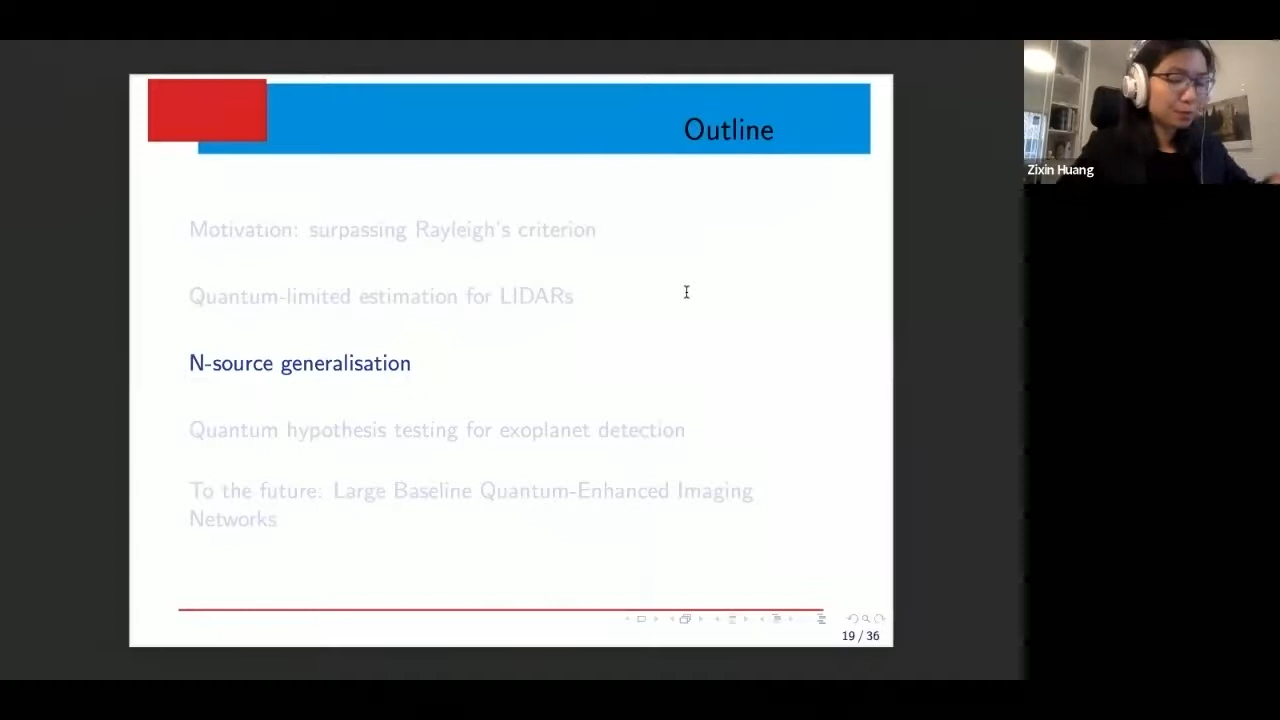 Outline
Zixin Huang
Motivation: surpassing Rayleigh's criterion
Quantum-limited estimation for LIDARs
N-source generalisation
Quantum hypothesis testing for exoplanet detection
To the future: Large Baseline Quantum-Enhanced Imaging
Networks
19 / 36